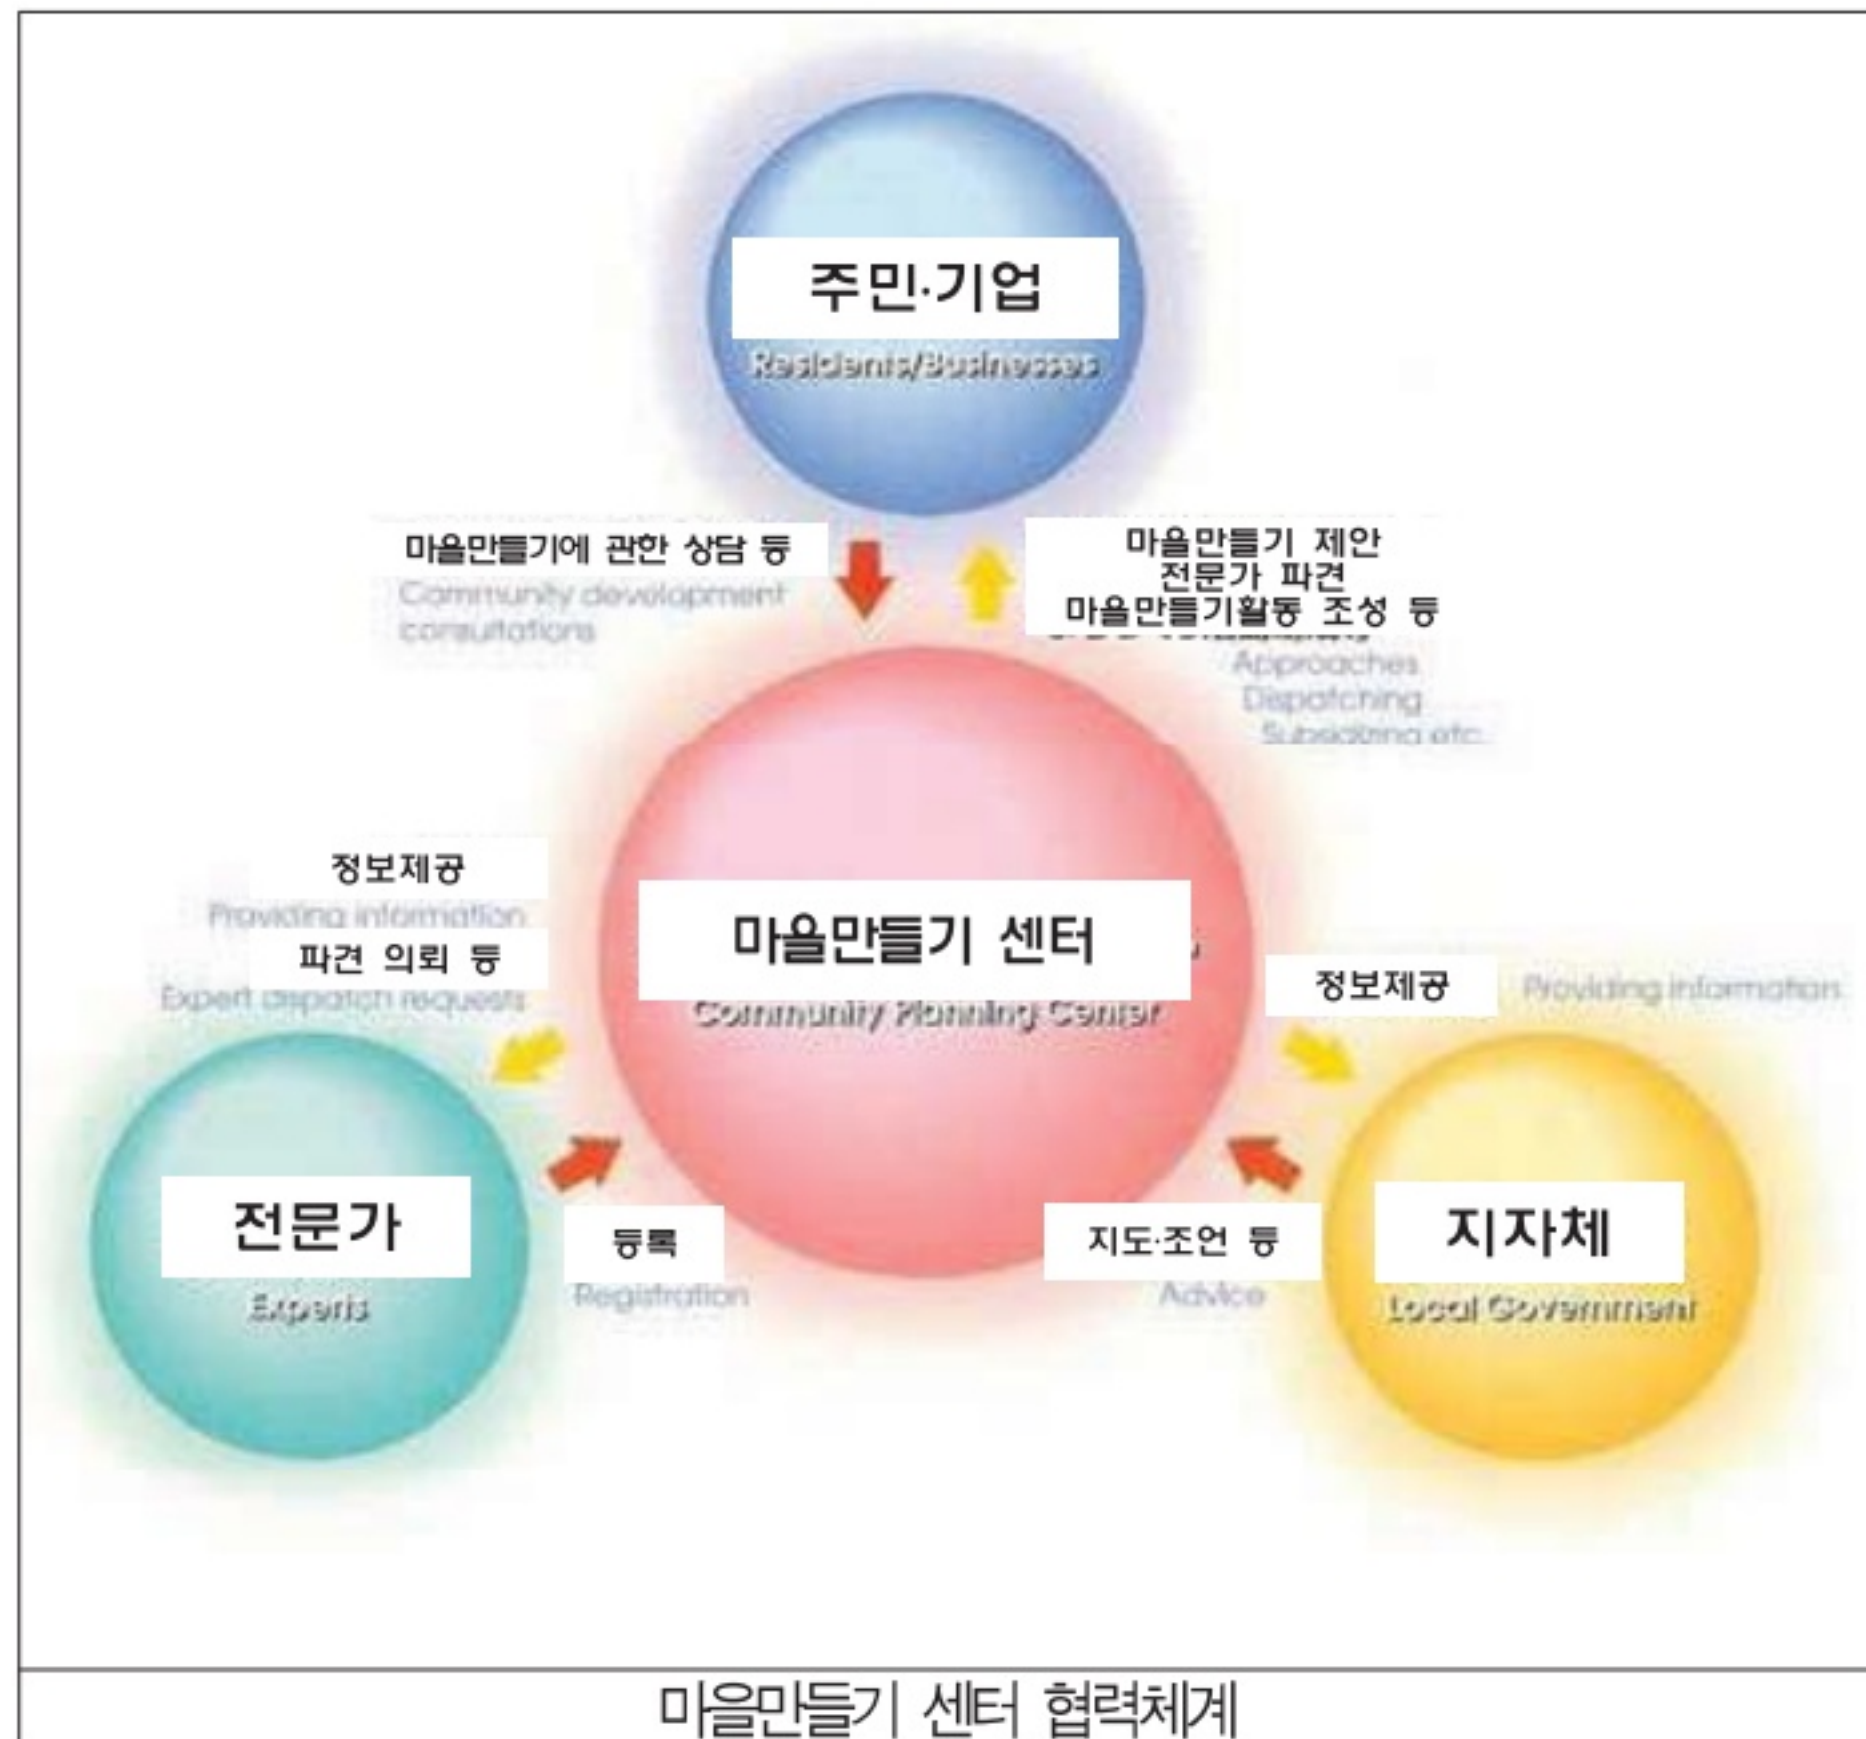 주민·기업
Residents/Businesses
마을만들기에 관한 상담 등
Community development
consultations
마을만들기 제안
전문가 파견
마을만들기활동 조성 등
Approaches
Dispatching
Subsidizing etc.
정보제공
Providing information
파견 의뢰 등
Expert dispatch requests
마을만들기 센터
Community Planning Center
정보제공
Providing information
전문가
Experts
등록
Registration
지도·조언 등
Advice
지자체
Local Government
마을만들기 센터 협력체계